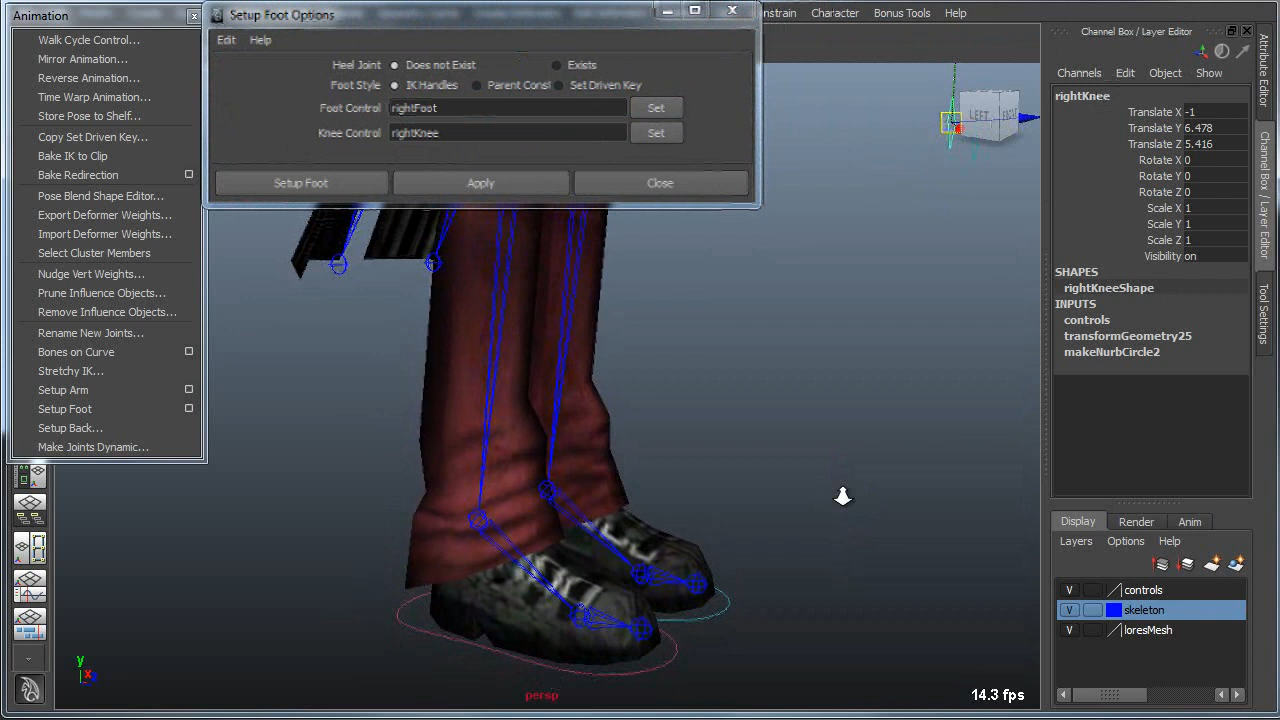 Animation
Walk Cycle Control...
Mirror Animation...
Reverse Animation...
Time Warp Animation...
Store Pose to Shelf...
Copy Set Driven Key...
Bake IK to Clip
Bake Redirection
Pose Blend Shape Editor...
Export Deformer Weights...
Import Deformer Weights...
Select Cluster Members
Nudge Vert Weights...
Prune Influence Objects...
Remove Influence Objects...
Rename New Joints...
Bones on Curve
Stretchy IK...
Setup Arm
Setup Foot
Setup Back...
Make Joints Dynamic...
Setup Foot Options
Edit Help
Heel Joint Does not Exist Exists
Foot Style IK Handles Parent Const Set Driven Key
Foot Control rightFoot Set
Knee Control rightKnee Set
Setup Foot Apply Close
Character Bonus Tools Help
LEFT
y
x
persp
14.3 fps
Channel Box / Layer Editor
Channels Edit Object Show
rightKnee
Translate X -1
Translate Y 6.478
Translate Z 5.416
Rotate X 0
Rotate Y 0
Rotate Z 0
Scale X 1
Scale Y 1
Scale Z 1
Visibility on
SHAPES
rightKneeShape
INPUTS
controls
transformGeometry25
makeNurbCircle2
Display Render Anim
Layers Options Help
V controls
V skeleton
V loresMesh
Attribute Editor
Channel Box / Layer Editor
Tool Settings